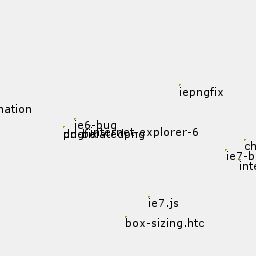 iepngfix
nation
ie6-bug
internet-explorer-6
ch
ie7-b
inte
ie7.js
box-sizing.htc